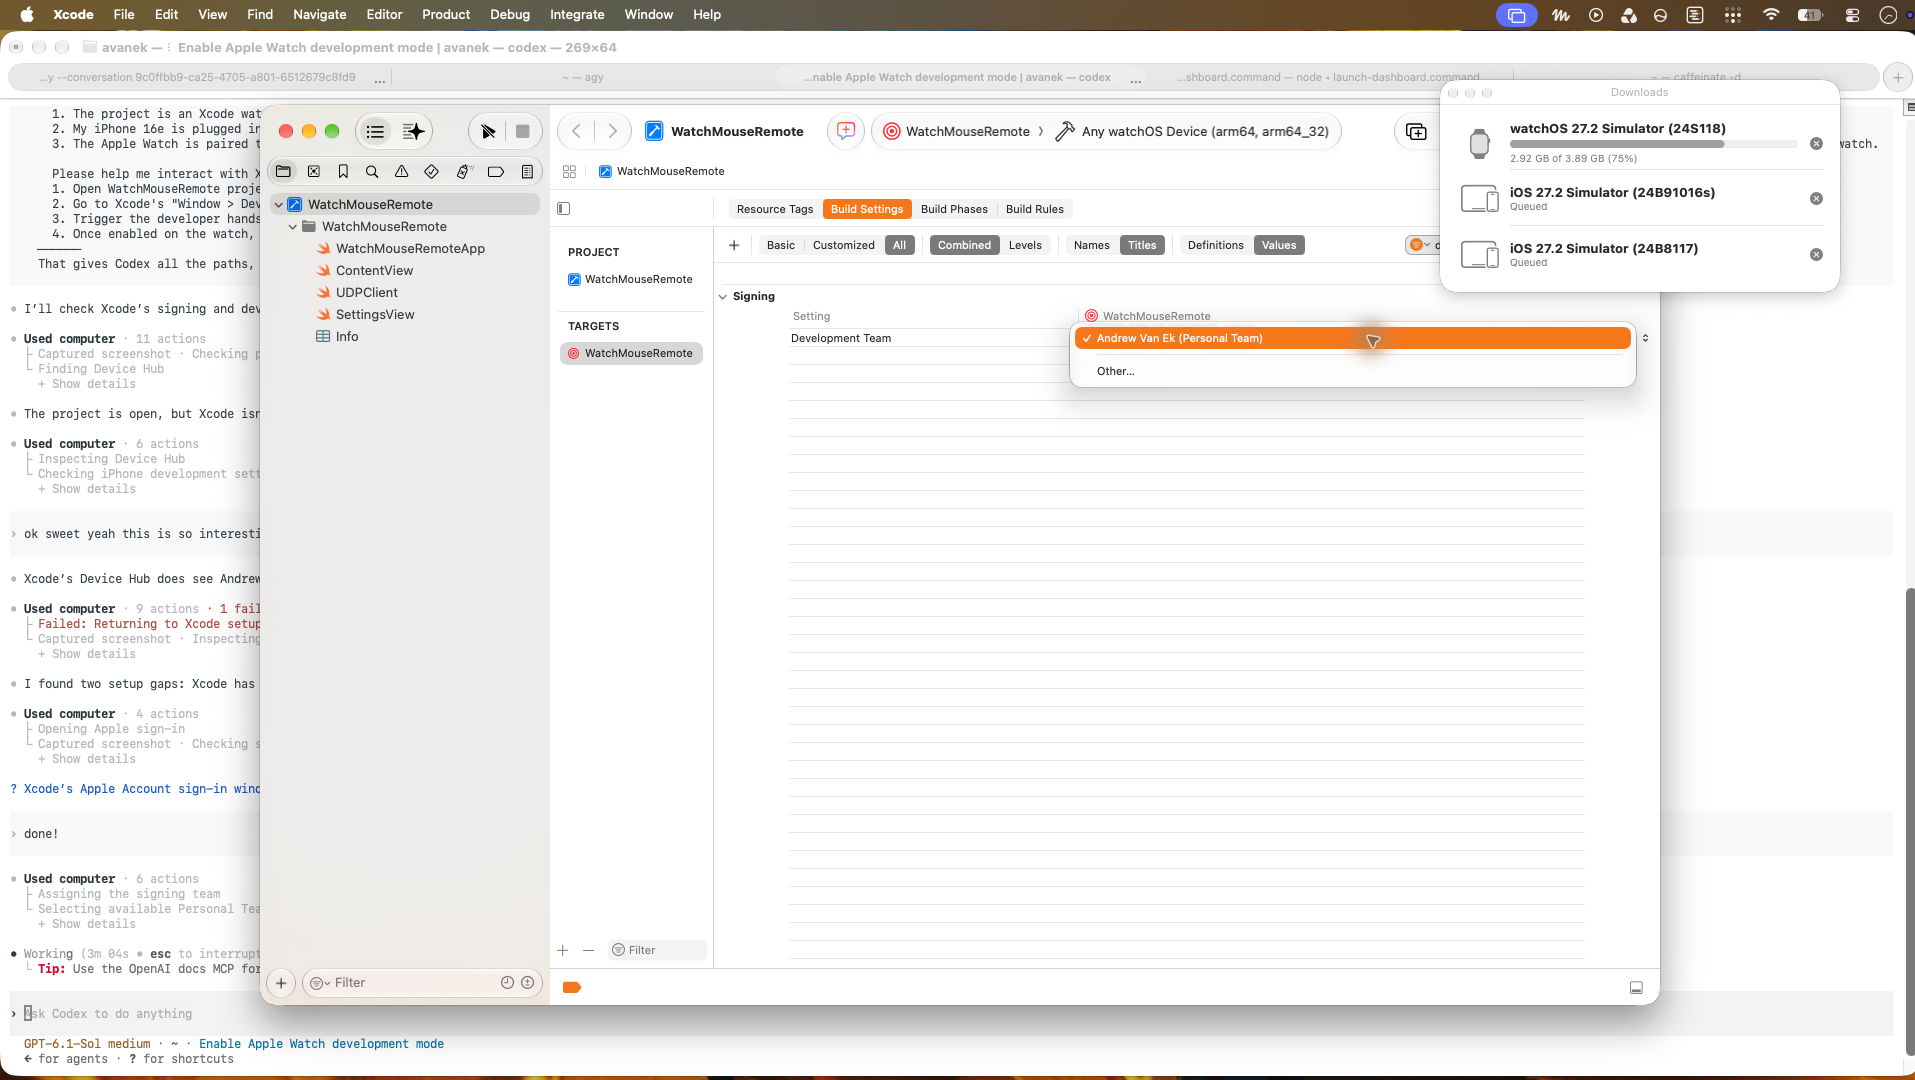 Xcode File Edit View Find Navigate Editor Product Debug Integrate Window Help
41
avanek — Enable Apple Watch development mode | avanek — codex — 269×64
...y --conversation 9c0ffbb9-ca25-4705-a801-6512679c8fd9 ...
~ — agy
...nable Apple Watch development mode | avanek — codex ...
...shboard.command — node • launch-dashboard.command
~ — caffeinate -d
1. The project is an Xcode wat
2. My iPhone 16e is plugged in
3. The Apple Watch is paired t
watch.
Please help me interact with X
1. Open WatchMouseRemote proje
2. Go to Xcode's "Window > Dev
3. Trigger the developer hands
4. Once enabled on the watch,
That gives Codex all the paths,
• I'll check Xcode's signing and dev
• Used computer · 11 actions
Captured screenshot · Checking p
Finding Device Hub
+ Show details
• The project is open, but Xcode isn
• Used computer · 6 actions
Inspecting Device Hub
Checking iPhone development sett
+ Show details
› ok sweet yeah this is so interesti
• Xcode's Device Hub does see Andrew
• Used computer · 9 actions · 1 fail
Failed: Returning to Xcode setup
Captured screenshot · Inspecting
+ Show details
• I found two setup gaps: Xcode has
• Used computer · 4 actions
Opening Apple sign-in
Captured screenshot · Checking s
+ Show details
? Xcode's Apple Account sign-in wind
› done!
• Used computer · 6 actions
Assigning the signing team
Selecting available Personal Tea
+ Show details
• Working (3m 04s • esc to interrupt
Tip: Use the OpenAI docs MCP for
› Ask Codex to do anything
GPT-6.1-Sol medium · ~ · Enable Apple Watch development mode
← for agents · ? for shortcuts
WatchMouseRemote
WatchMouseRemote
WatchMouseRemoteApp
ContentView
UDPClient
SettingsView
Info
Filter
WatchMouseRemote
WatchMouseRemote › Any watchOS Device (arm64, arm64_32)
WatchMouseRemote
Resource Tags Build Settings Build Phases Build Rules
PROJECT
WatchMouseRemote
TARGETS
WatchMouseRemote
Filter
+ Basic Customized All Combined Levels Names Titles Definitions Values
Signing
Setting WatchMouseRemote
Development Team
✓ Andrew Van Ek (Personal Team)
Other...
Downloads
watchOS 27.2 Simulator (24S118)
2.92 GB of 3.89 GB (75%)
iOS 27.2 Simulator (24B91016s)
Queued
iOS 27.2 Simulator (24B8117)
Queued